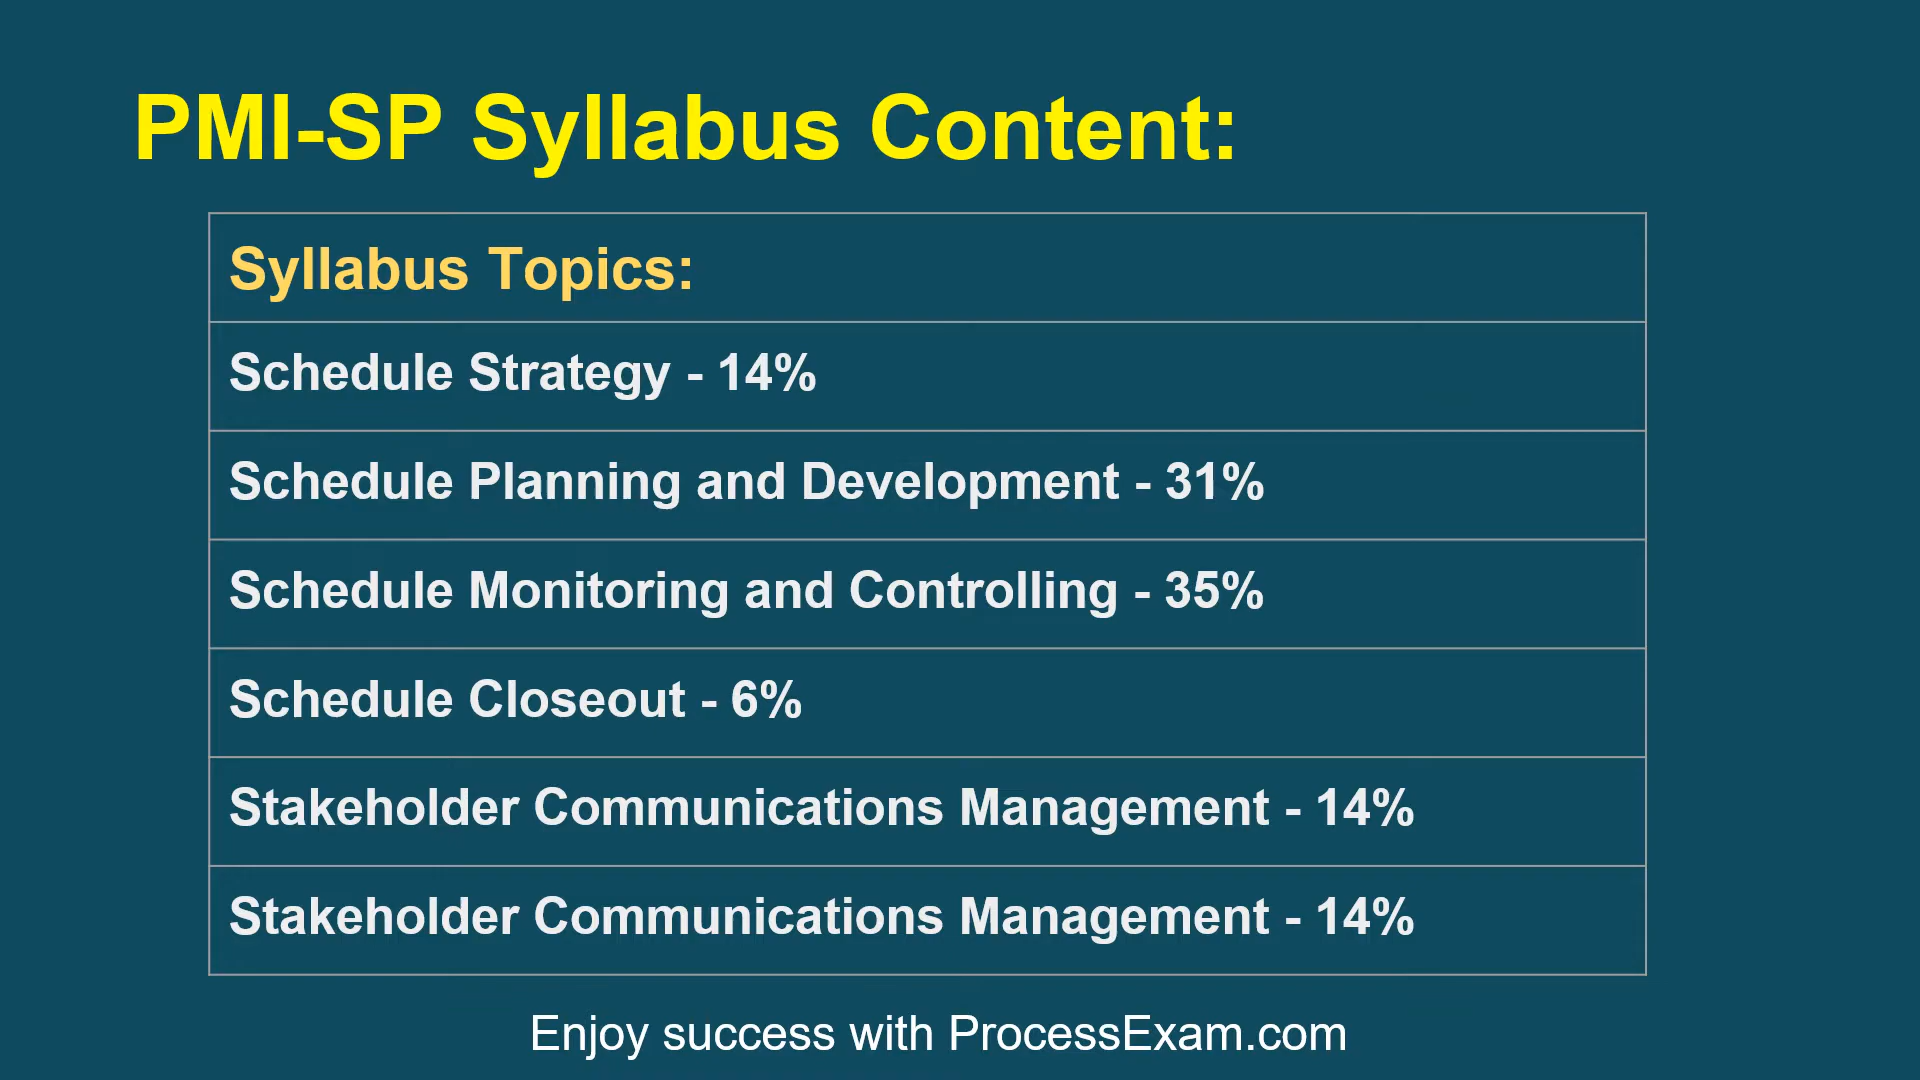 PMI-SP Syllabus Content:
Syllabus Topics:
Schedule Strategy - 14%
Schedule Planning and Development - 31%
Schedule Monitoring and Controlling - 35%
Schedule Closeout - 6%
Stakeholder Communications Management - 14%
Stakeholder Communications Management - 14%
Enjoy success with ProcessExam.com